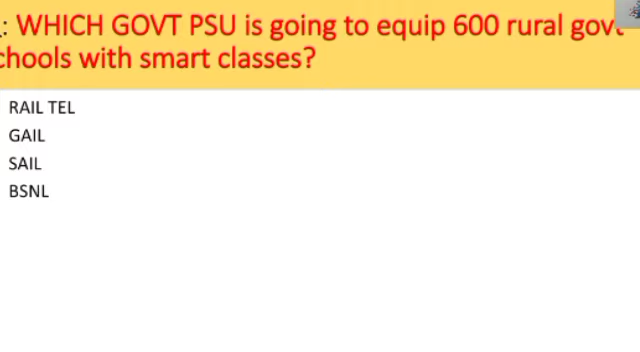 : WHICH GOVT PSU is going to equip 600 rural govt
chools with smart classes?
RAIL TEL
GAIL
SAIL
BSNL